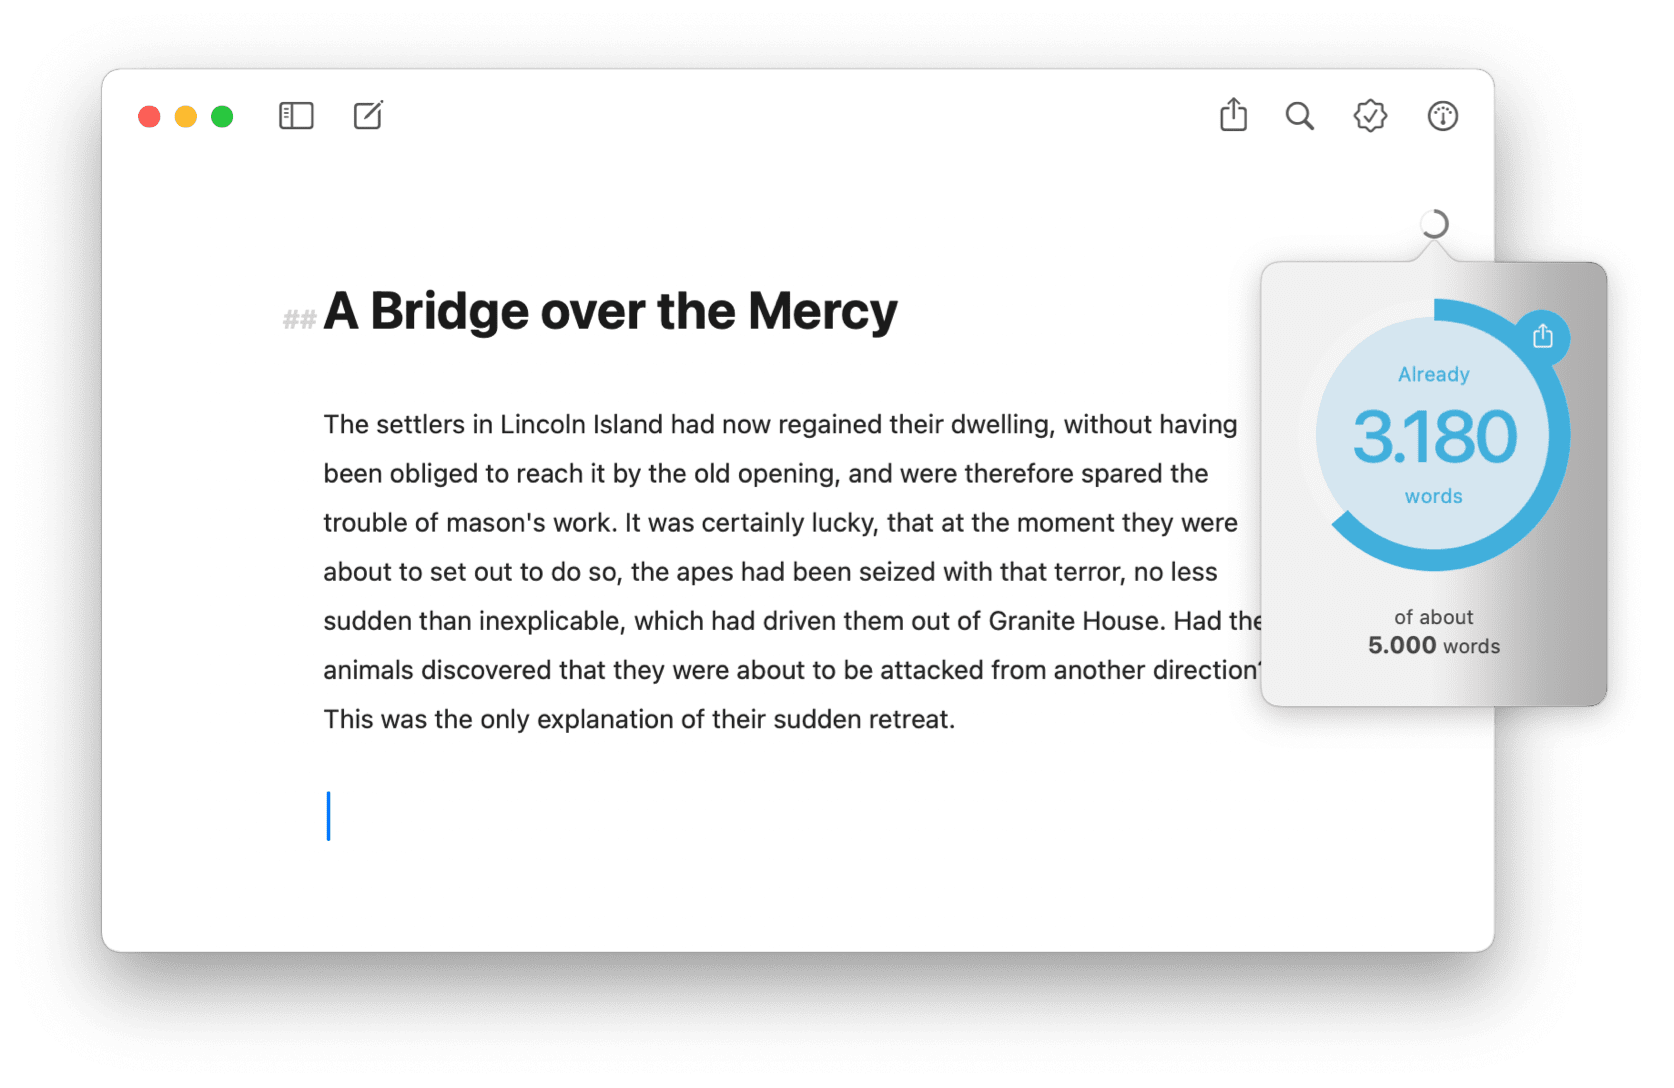 ## A Bridge over the Mercy
The settlers in Lincoln Island had now regained their dwelling, without having
been obliged to reach it by the old opening, and were therefore spared the
trouble of mason's work. It was certainly lucky, that at the moment they were
about to set out to do so, the apes had been seized with that terror, no less
sudden than inexplicable, which had driven them out of Granite House. Had the
animals discovered that they were about to be attacked from another direction?
This was the only explanation of their sudden retreat.
Already
3.180
words
of about
5.000 words